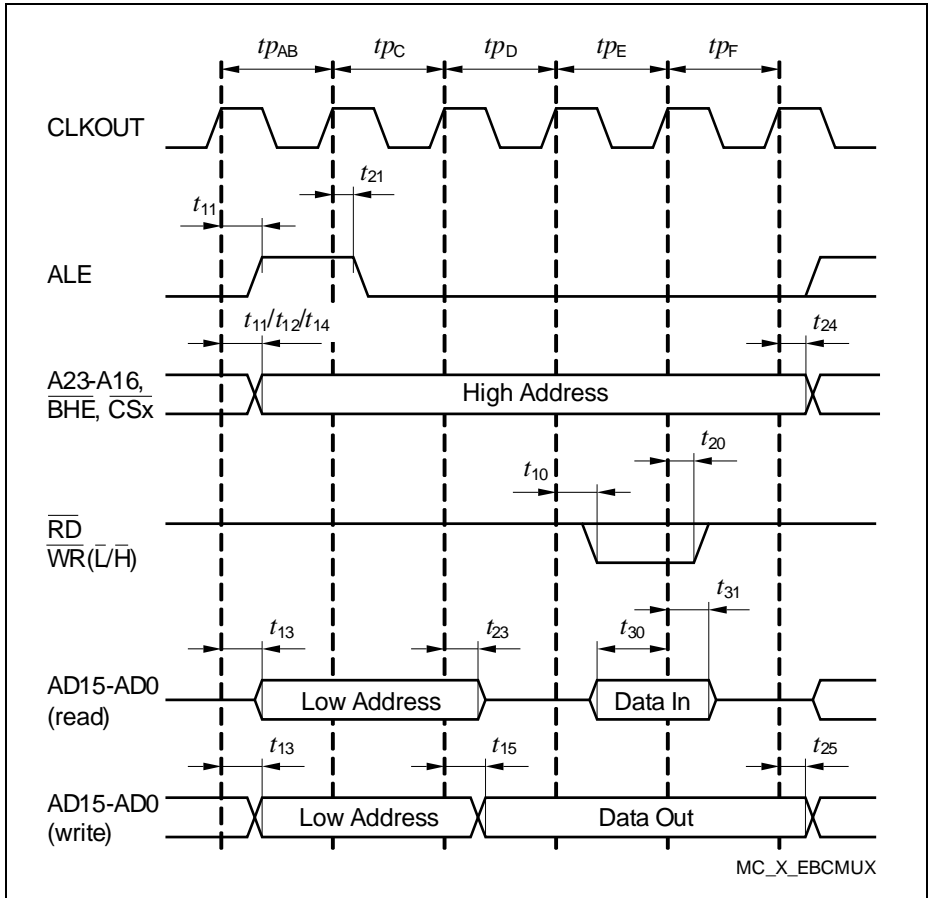 tpAB tpC tpD tpE tpF
CLKOUT
t21
t11
ALE
t11/t12/t14 t24
A23-A16,
BHE, CSx
High Address
t20
t10
RD
WR(L/H)
t31
t13 t23 t30
AD15-AD0
(read)
Low Address Data In
t13 t15 t25
AD15-AD0
(write)
Low Address Data Out
MC_X_EBCMUX